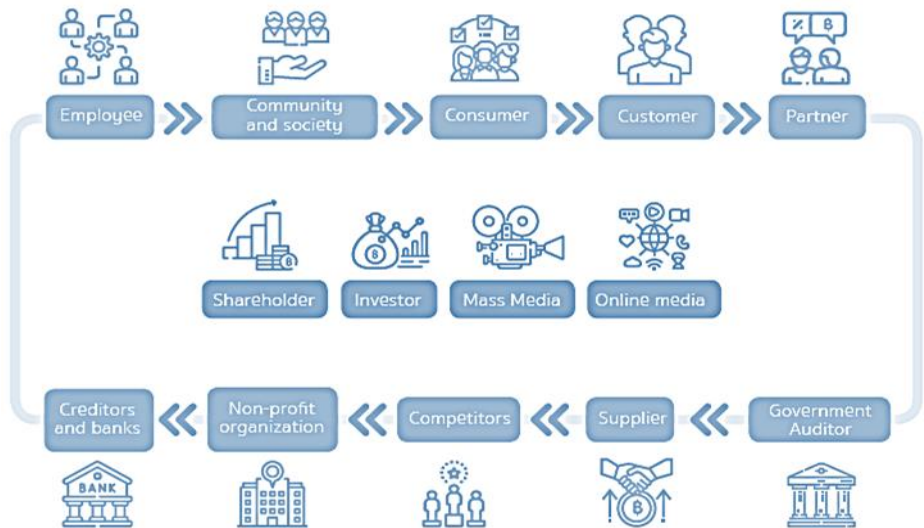 Employee
Community
and society
Consumer
Customer
Partner
Shareholder
Investor
Mass Media
Online media
Creditors
and banks
Non-profit
organization
Competitors
Supplier
Government
Auditor
BANK